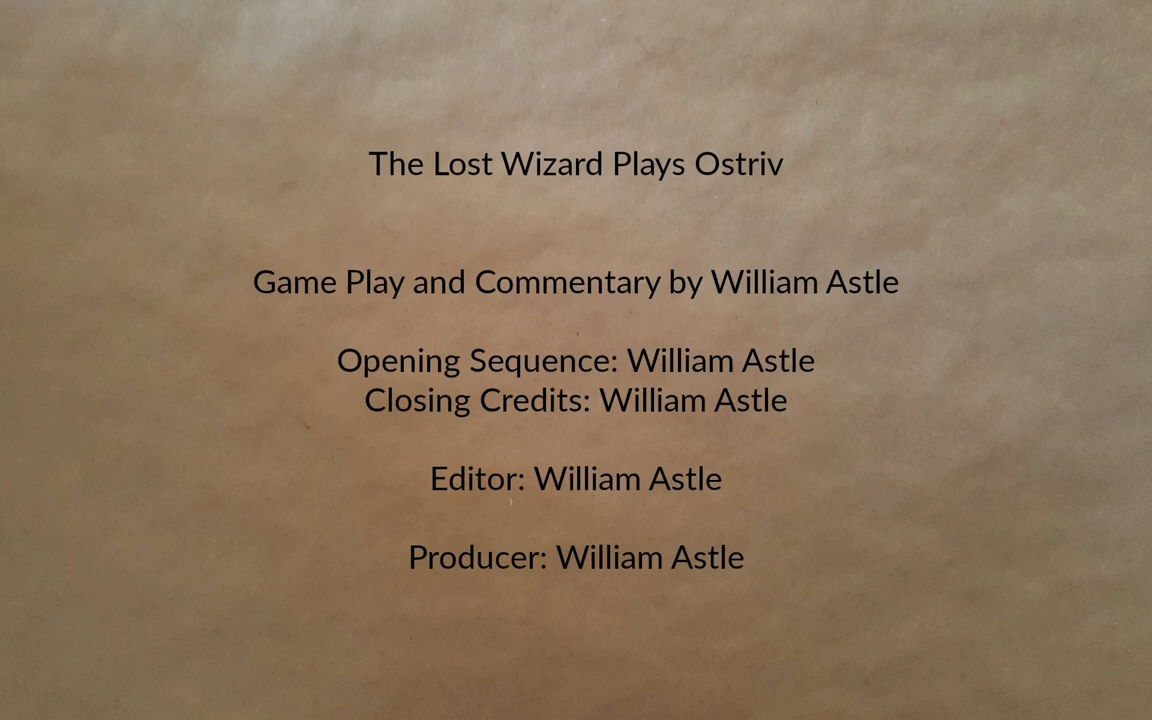 The Lost Wizard Plays Ostriv
Game Play and Commentary by William Astle
Opening Sequence: William Astle
Closing Credits: William Astle
Editor: William Astle
Producer: William Astle